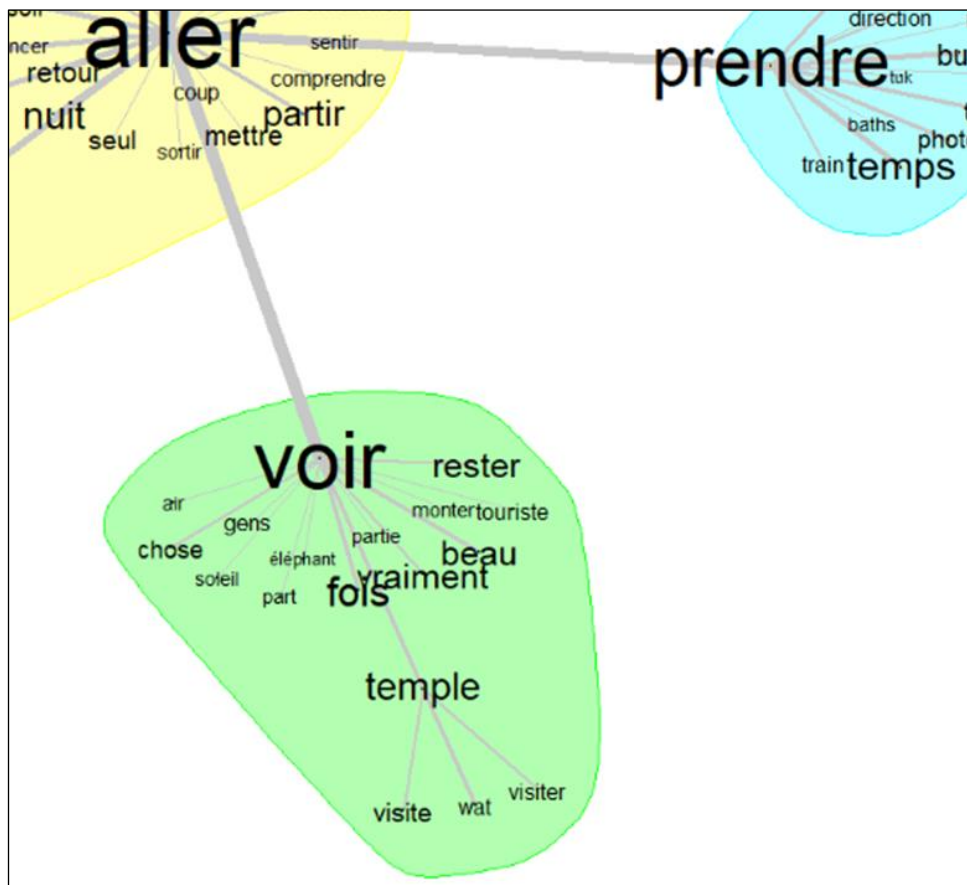 aller
prendre
direction
sentir
retour
comprendre
tuk
coup
nuit
partir
seul
mettre
sortir
baths
train
temps
voir
rester
air
gens
monter
touriste
chose
partie
éléphant
beau
soleil
vraiment
part
fois
temple
visite
wat
visiter